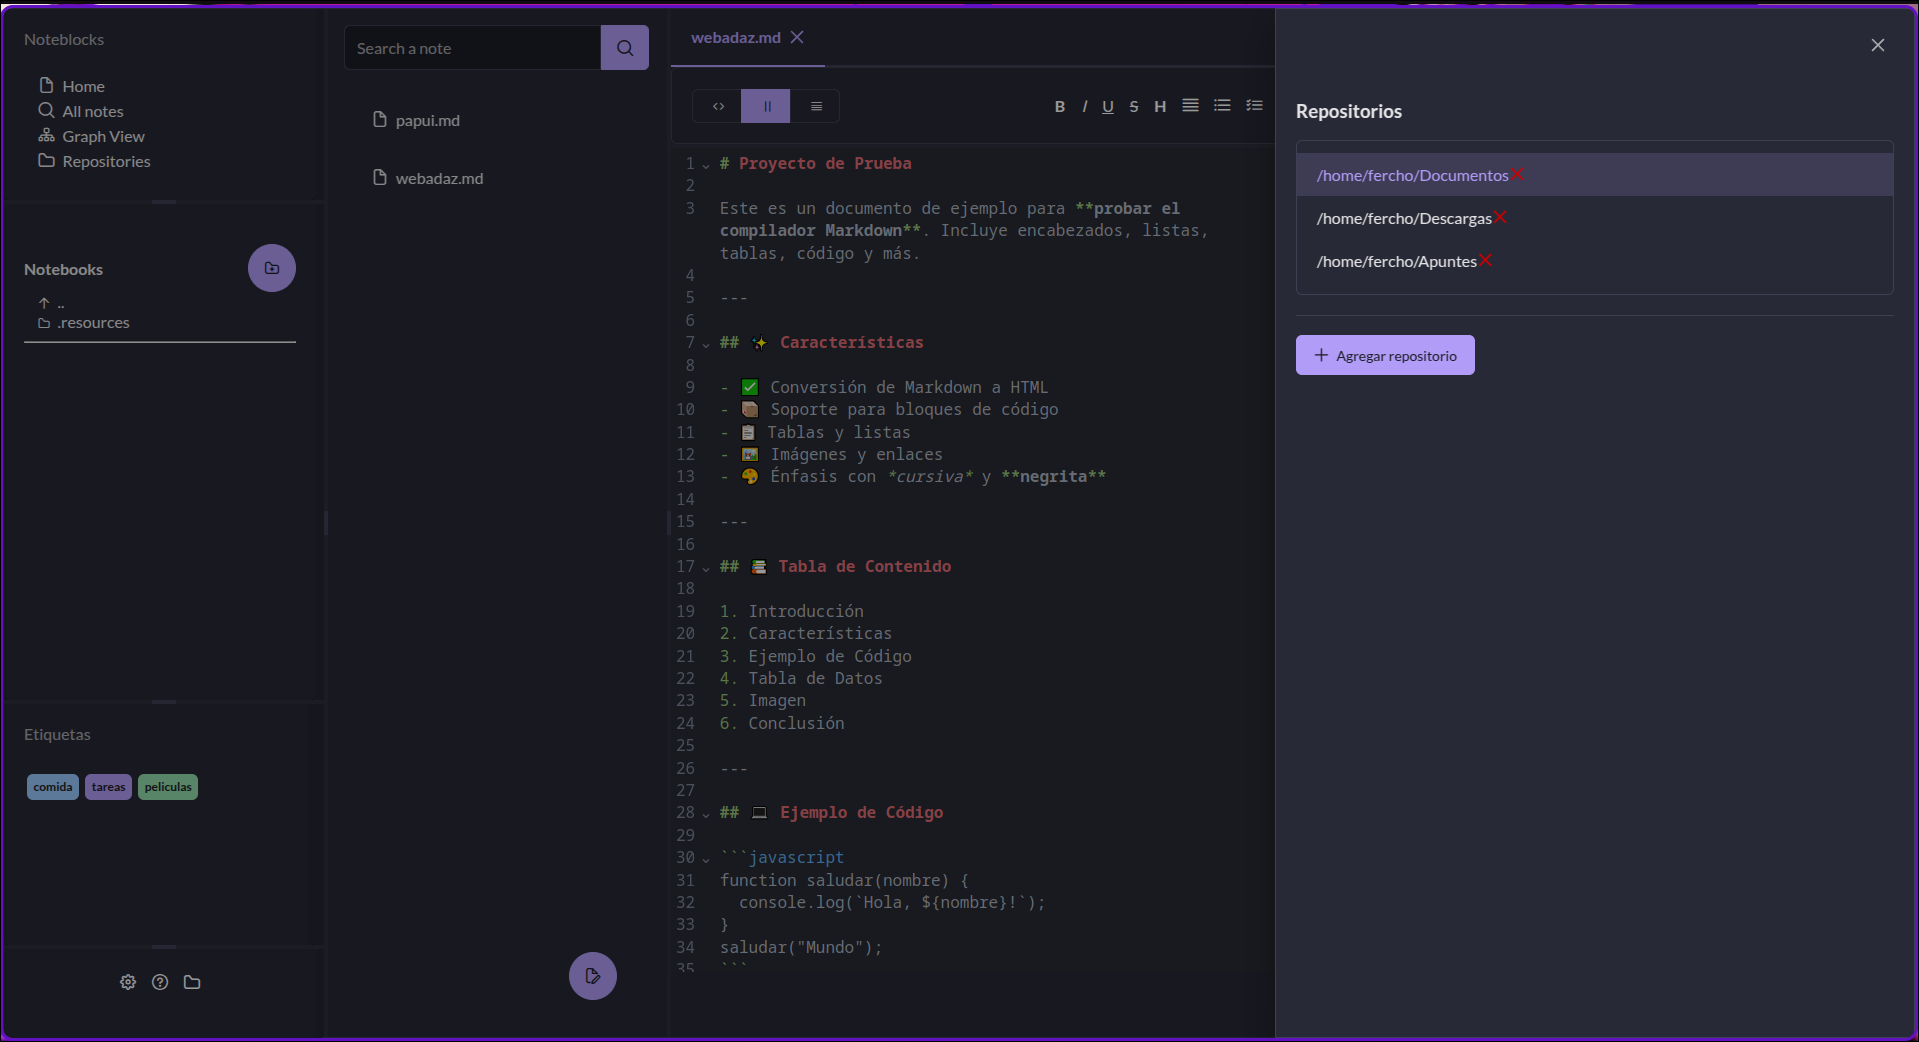 Noteblocks
Home
All notes
Graph View
Repositories
Notebooks
..
.resources
Etiquetas
comida tareas peliculas
Search a note
papui.md
webadaz.md
webadaz.md
B I U S H
1 # Proyecto de Prueba
2
3 Este es un documento de ejemplo para **probar el
compilador Markdown**. Incluye encabezados, listas,
tablas, código y más.
4
5 ---
6
7 ## ✨ Características
8
9 - ✅ Conversión de Markdown a HTML
10 - 📦 Soporte para bloques de código
11 - 📋 Tablas y listas
12 - 🖼️ Imágenes y enlaces
13 - 🎨 Énfasis con *cursiva* y **negrita**
14
15 ---
16
17 ## 📚 Tabla de Contenido
18
19 1. Introducción
20 2. Características
21 3. Ejemplo de Código
22 4. Tabla de Datos
23 5. Imagen
24 6. Conclusión
25
26 ---
27
28 ## 💻 Ejemplo de Código
29
30 ```javascript
31 function saludar(nombre) {
32 console.log(`Hola, ${nombre}!`);
33 }
34 saludar("Mundo");
35 ```
Repositorios
/home/fercho/Documentos
/home/fercho/Descargas
/home/fercho/Apuntes
+ Agregar repositorio